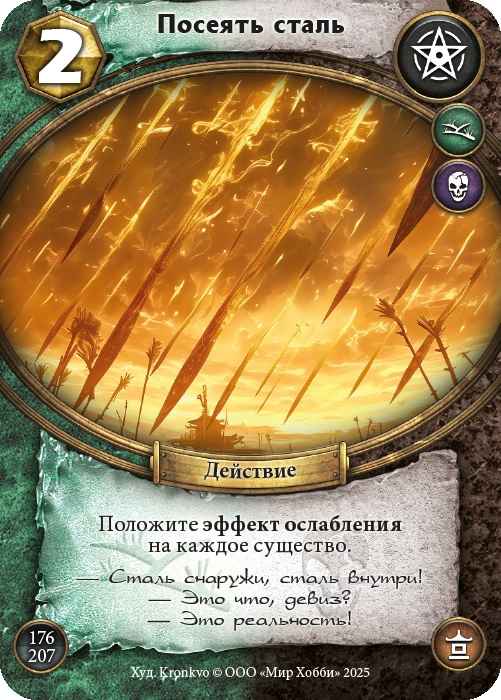 Посеять сталь
2
Действие
Положите эффект ослабления
на каждое существо.
— Сталь снаружи, сталь внутри!
— Это что, девиз?
— Это реальность!
176
207
Худ. Kronkvo © ООО «Мир Хобби» 2025